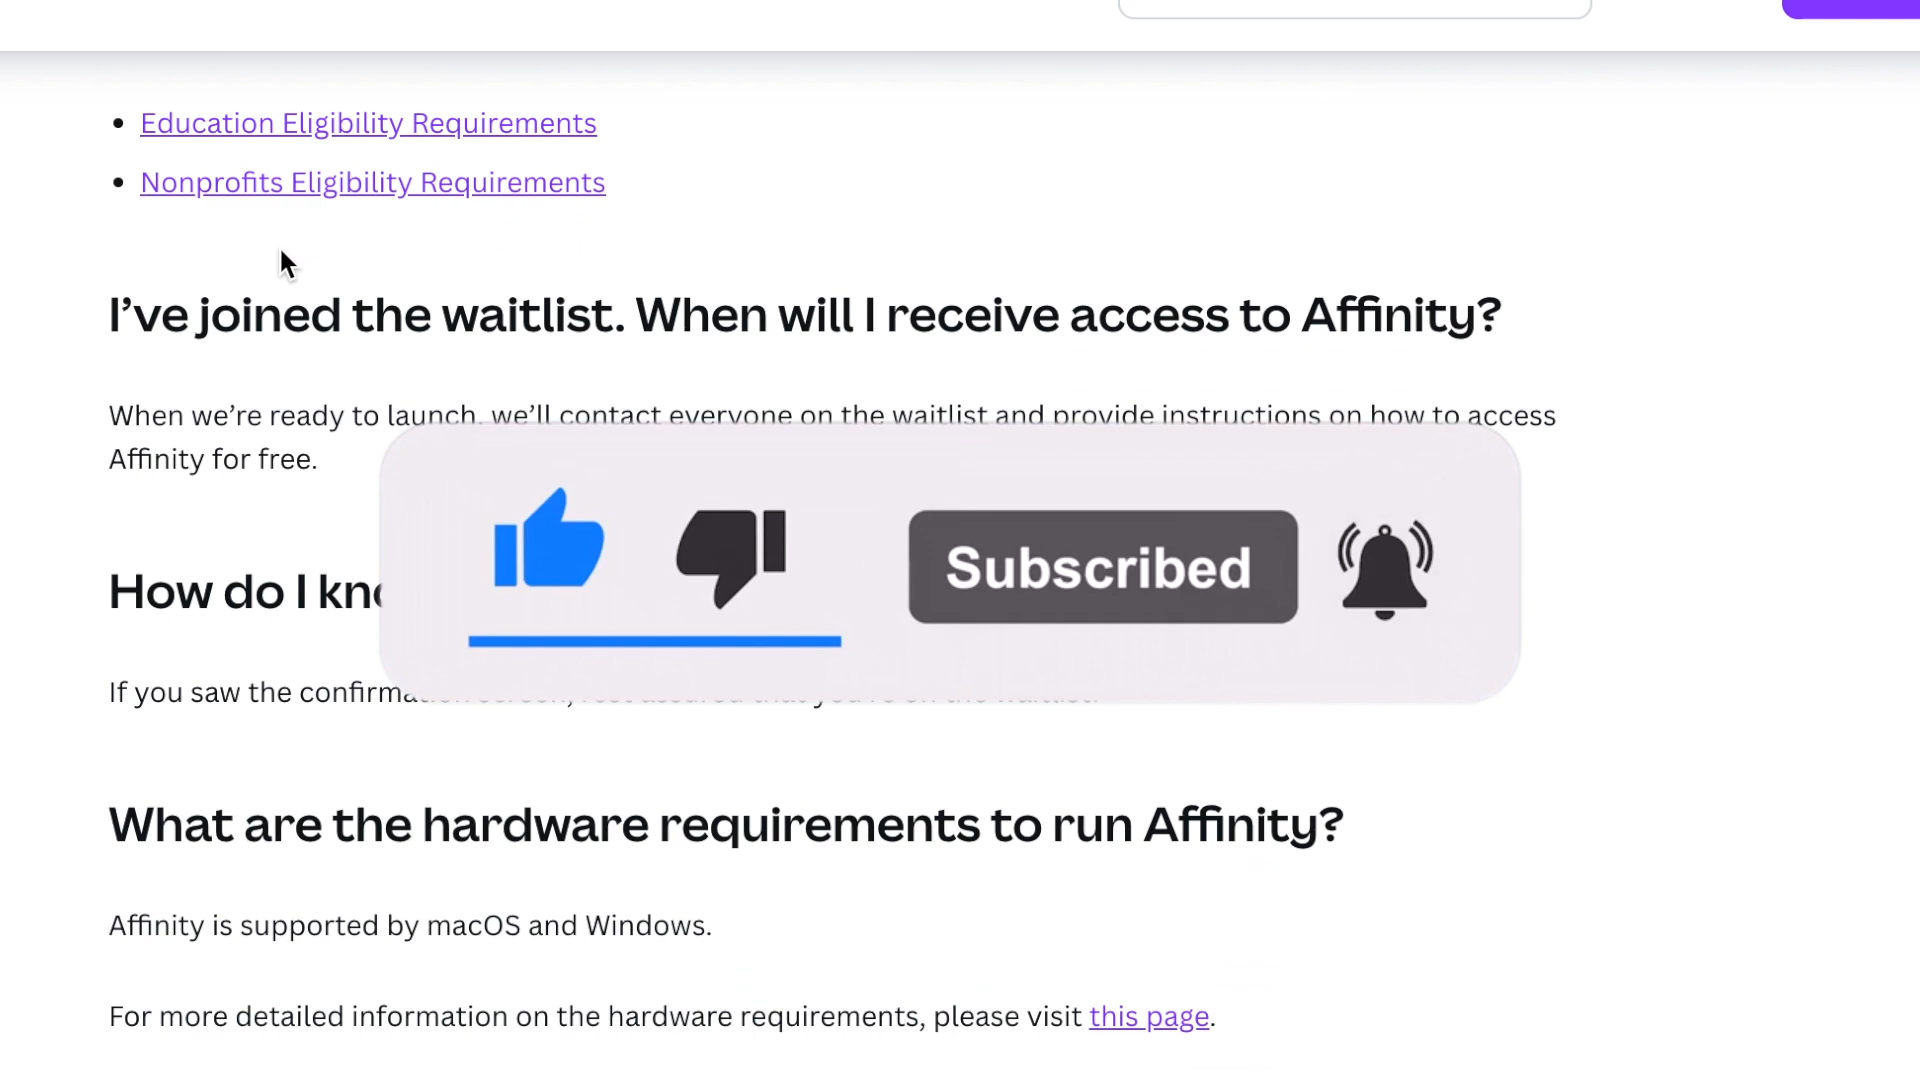 Education Eligibility Requirements
Nonprofits Eligibility Requirements
I’ve joined the waitlist. When will I receive access to Affinity?
When we’re ready to launch, we’ll contact everyone on the waitlist and provide instructions on how to access
Affinity for free.
Subscribed
How do I
If you saw the
What are the hardware requirements to run Affinity?
Affinity is supported by macOS and Windows.
For more detailed information on the hardware requirements, please visit this page.